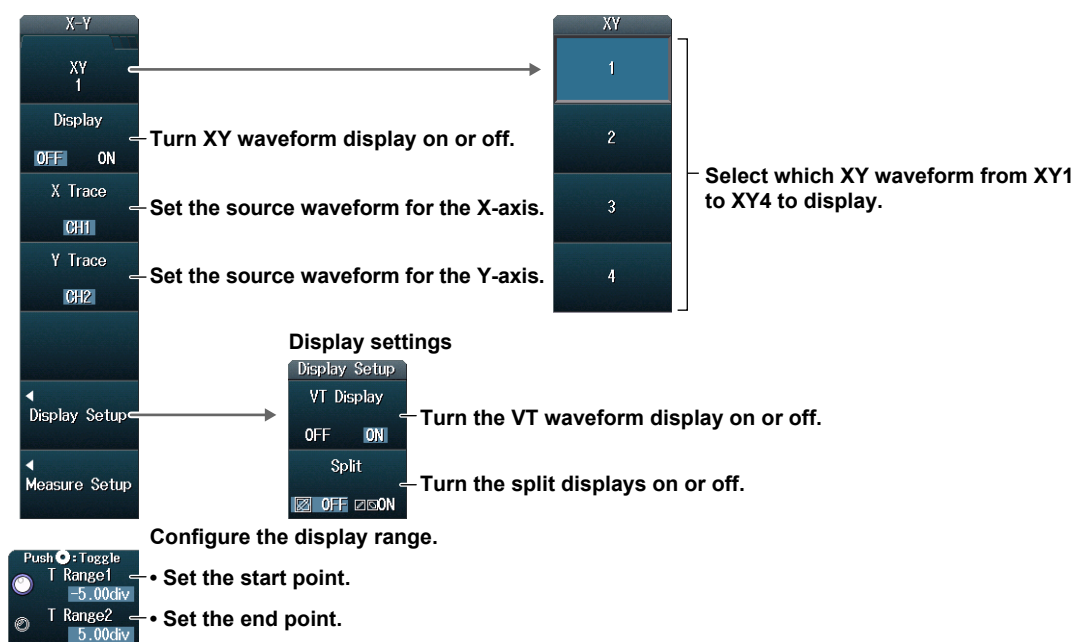 X-Y
XY
1
Display
OFF ON
X Trace
CH1
Y Trace
CH2
Display Setup
Measure Setup
Turn XY waveform display on or off.
Set the source waveform for the X-axis.
Set the source waveform for the Y-axis.
XY
1
2
3
4
Select which XY waveform from XY1
to XY4 to display.
Display settings
Display Setup
VT Display
OFF ON
Split
OFF ON
Turn the VT waveform display on or off.
Turn the split displays on or off.
Configure the display range.
Push :Toggle
T Range1
-5.00div
T Range2
5.00div
• Set the start point.
• Set the end point.